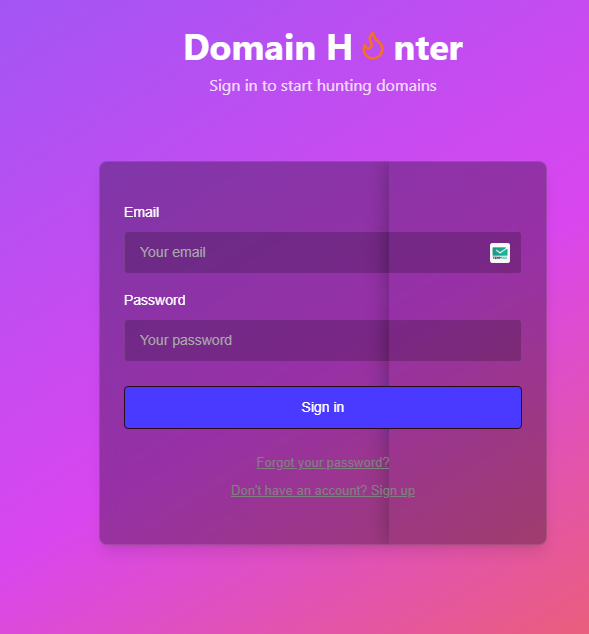 Domain H nter
Sign in to start hunting domains
Email
Your email
Password
Your password
Sign in
Forgot your password?
Don't have an account? Sign up